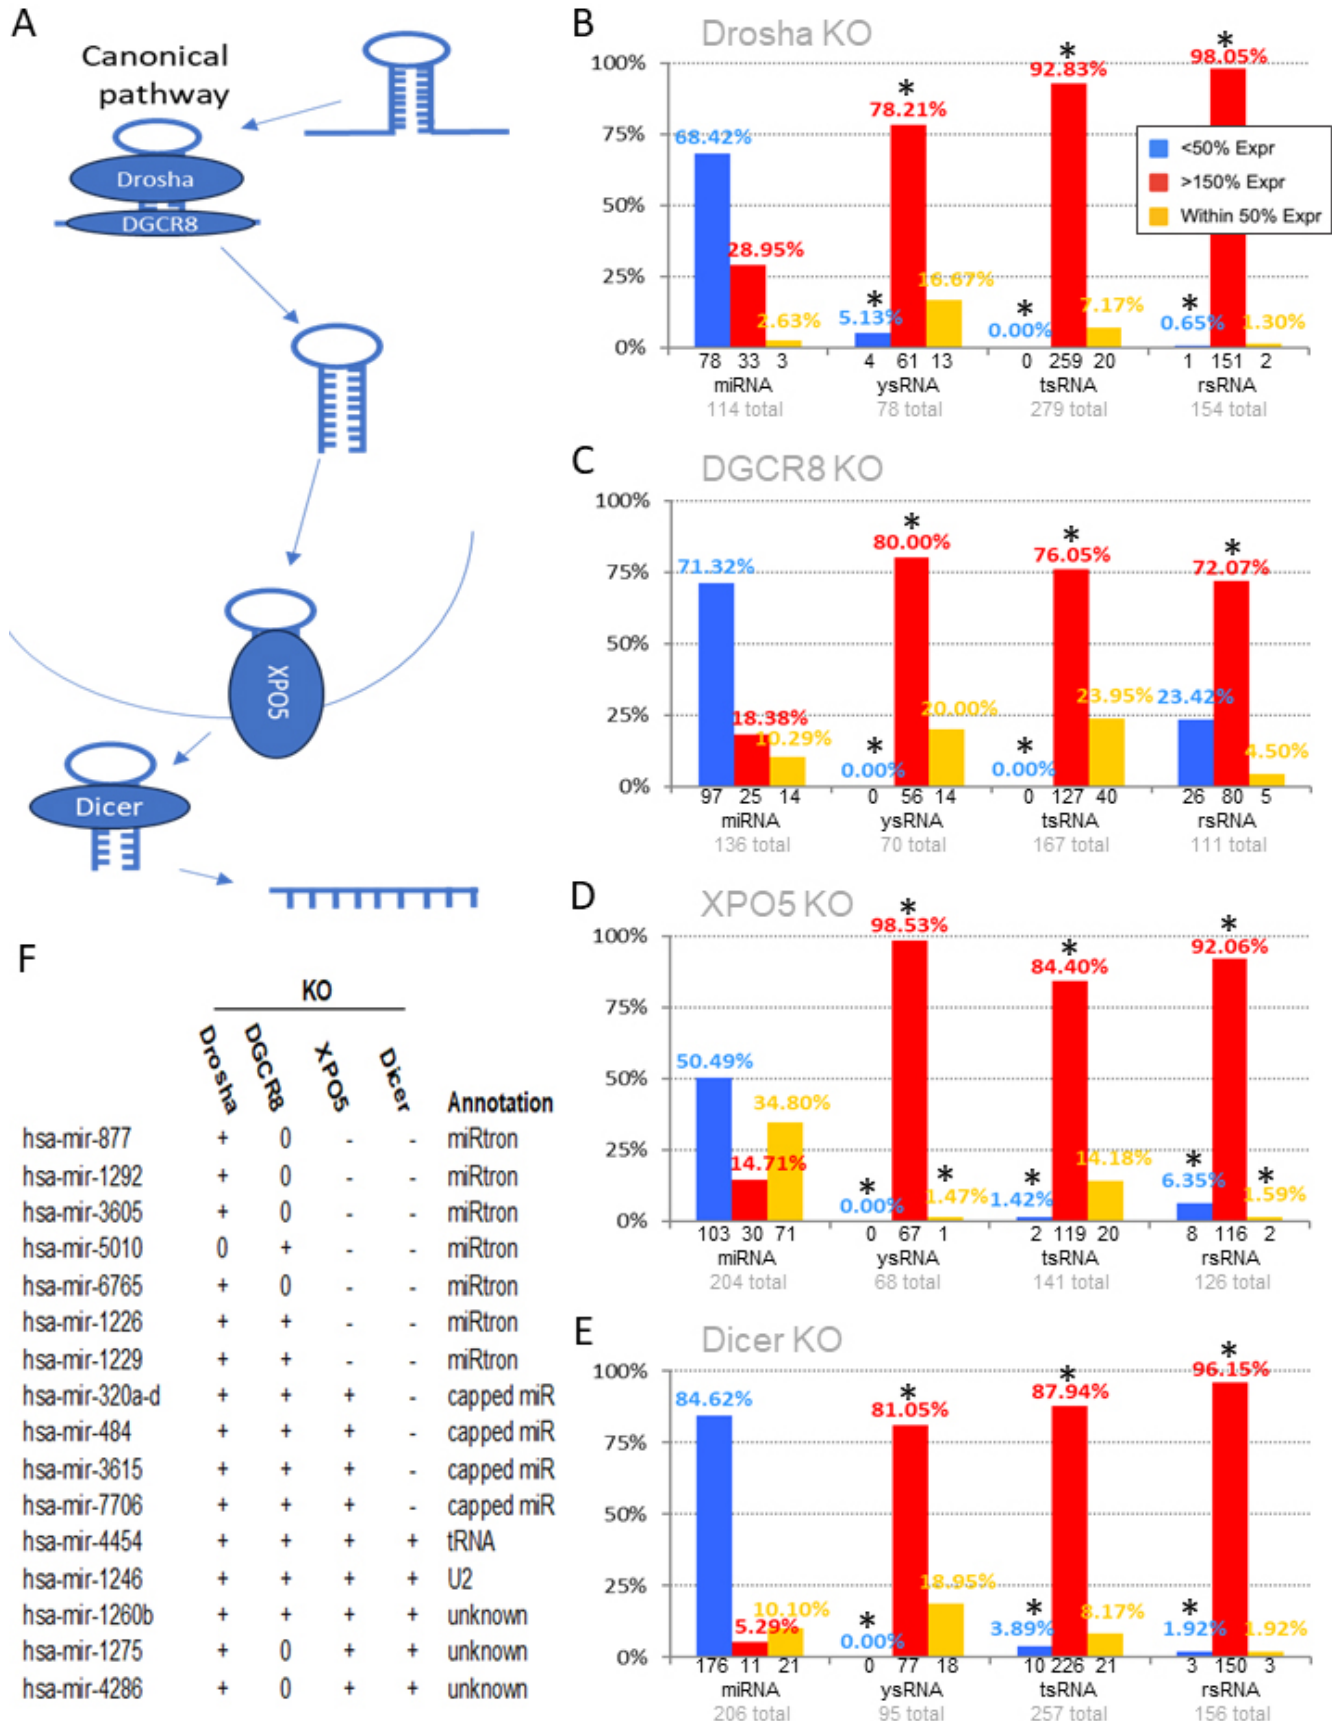 A
Canonical
pathway
Drosha
DGCR8
XPO5
Dicer
B
Drosha KO
100%
75%
50%
25%
0%
68.42%
28.95%
2.63%
*
5.13%
*
78.21%
16.67%
*
0.00%
*
92.83%
7.17%
*
0.65%
*
98.05%
1.30%
<50% Expr
>150% Expr
Within 50% Expr
78 33 3 4 61 13 0 259 20 1 151 2
miRNA ysRNA tsRNA rsRNA
114 total 78 total 279 total 154 total
C
DGCR8 KO
100%
75%
50%
25%
0%
71.32%
18.38%
10.29%
*
0.00%
*
80.00%
20.00%
*
0.00%
*
76.05%
23.95%
23.42%
*
72.07%
4.50%
97 25 14 0 56 14 0 127 40 26 80 5
miRNA ysRNA tsRNA rsRNA
136 total 70 total 167 total 111 total
D
XPO5 KO
100%
75%
50%
25%
0%
50.49%
14.71%
34.80%
*
0.00%
*
98.53%
*
1.47%
*
1.42%
*
84.40%
14.18%
*
6.35%
*
92.06%
*
1.59%
103 30 71 0 67 1 2 119 20 8 116 2
miRNA ysRNA tsRNA rsRNA
204 total 68 total 141 total 126 total
E
Dicer KO
100%
75%
50%
25%
0%
84.62%
5.29%
10.10%
*
0.00%
*
81.05%
18.95%
*
3.89%
*
87.94%
8.17%
*
1.92%
*
96.15%
1.92%
176 11 21 0 77 18 10 226 21 3 150 3
miRNA ysRNA tsRNA rsRNA
206 total 95 total 257 total 156 total
F
KO
Drosha DGCR8 XPO5 Dicer Annotation
hsa-mir-877 + 0 - - miRtron
hsa-mir-1292 + 0 - - miRtron
hsa-mir-3605 + 0 - - miRtron
hsa-mir-5010 0 + - - miRtron
hsa-mir-6765 + 0 - - miRtron
hsa-mir-1226 + + - - miRtron
hsa-mir-1229 + + - - miRtron
hsa-mir-320a-d + + + - capped miR
hsa-mir-484 + + + - capped miR
hsa-mir-3615 + + + - capped miR
hsa-mir-7706 + + + - capped miR
hsa-mir-4454 + + + + tRNA
hsa-mir-1246 + + + + U2
hsa-mir-1260b + + + + unknown
hsa-mir-1275 + 0 + + unknown
hsa-mir-4286 + 0 + + unknown